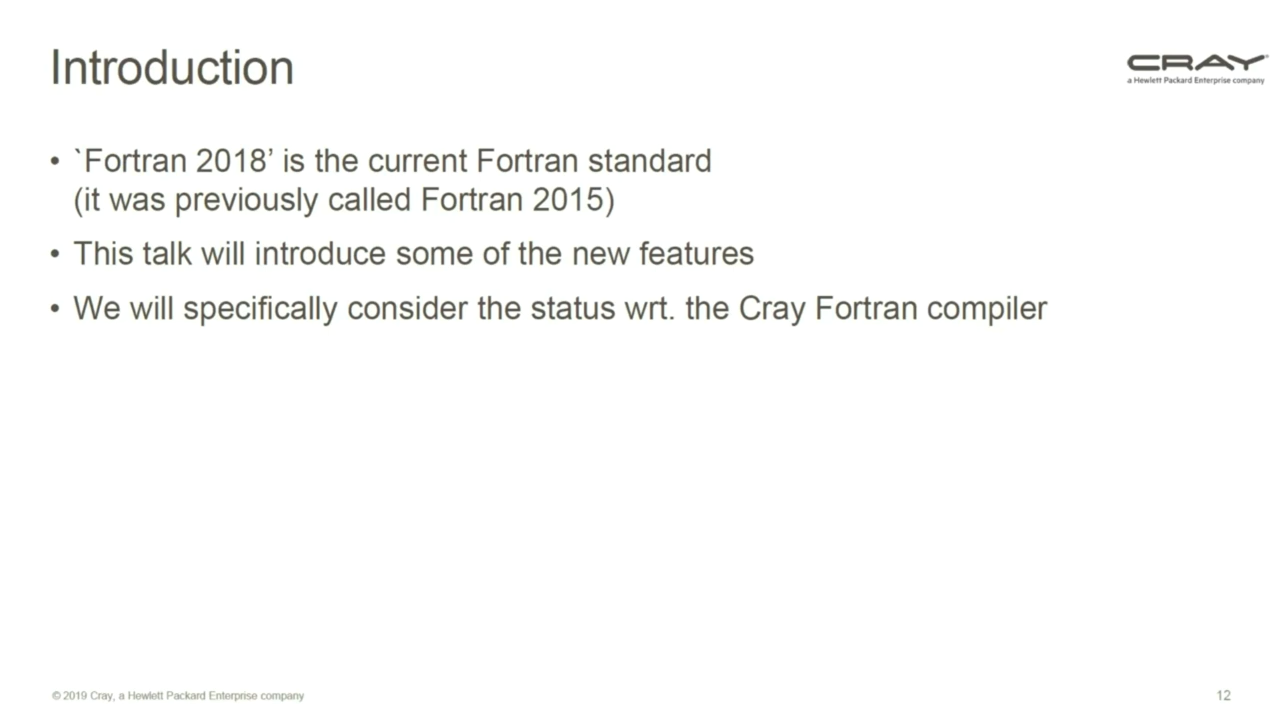 Introduction
CRAY
a Hewlett Packard Enterprise company
• `Fortran 2018’ is the current Fortran standard
(it was previously called Fortran 2015)
• This talk will introduce some of the new features
• We will specifically consider the status wrt. the Cray Fortran compiler
© 2019 Cray, a Hewlett Packard Enterprise company
12